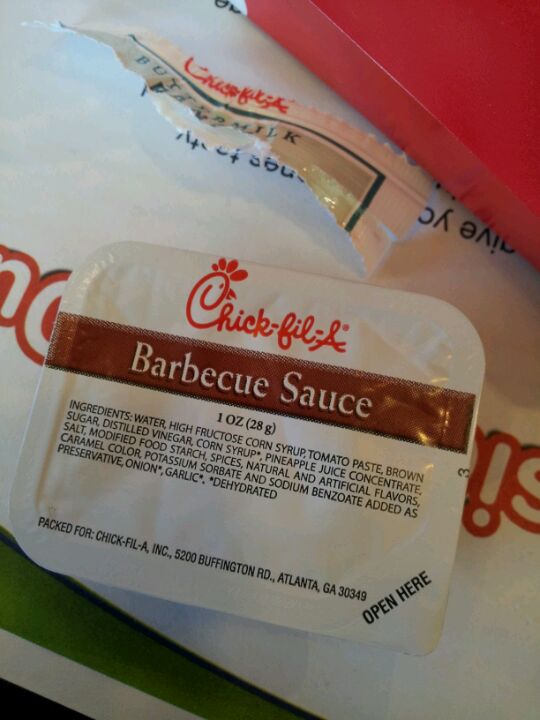 Chick-fil-A
BUTTERMILK
give yo
Chick-fil-A®
Barbecue Sauce
1 OZ (28 g)
INGREDIENTS: WATER, HIGH FRUCTOSE CORN SYRUP, TOMATO PASTE, BROWN
SUGAR, DISTILLED VINEGAR, CORN SYRUP*, PINEAPPLE JUICE CONCENTRATE,
SALT, MODIFIED FOOD STARCH, SPICES, NATURAL AND ARTIFICIAL FLAVORS,
CARAMEL COLOR, POTASSIUM SORBATE AND SODIUM BENZOATE ADDED AS
PRESERVATIVE, ONION*, GARLIC*. *DEHYDRATED
PACKED FOR: CHICK-FIL-A, INC., 5200 BUFFINGTON RD., ATLANTA, GA 30349
OPEN HERE